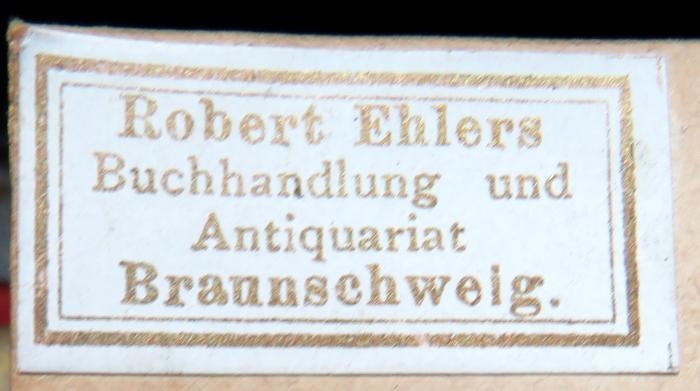 Robert Ehlers
Buchhandlung und
Antiquariat
Braunschweig.